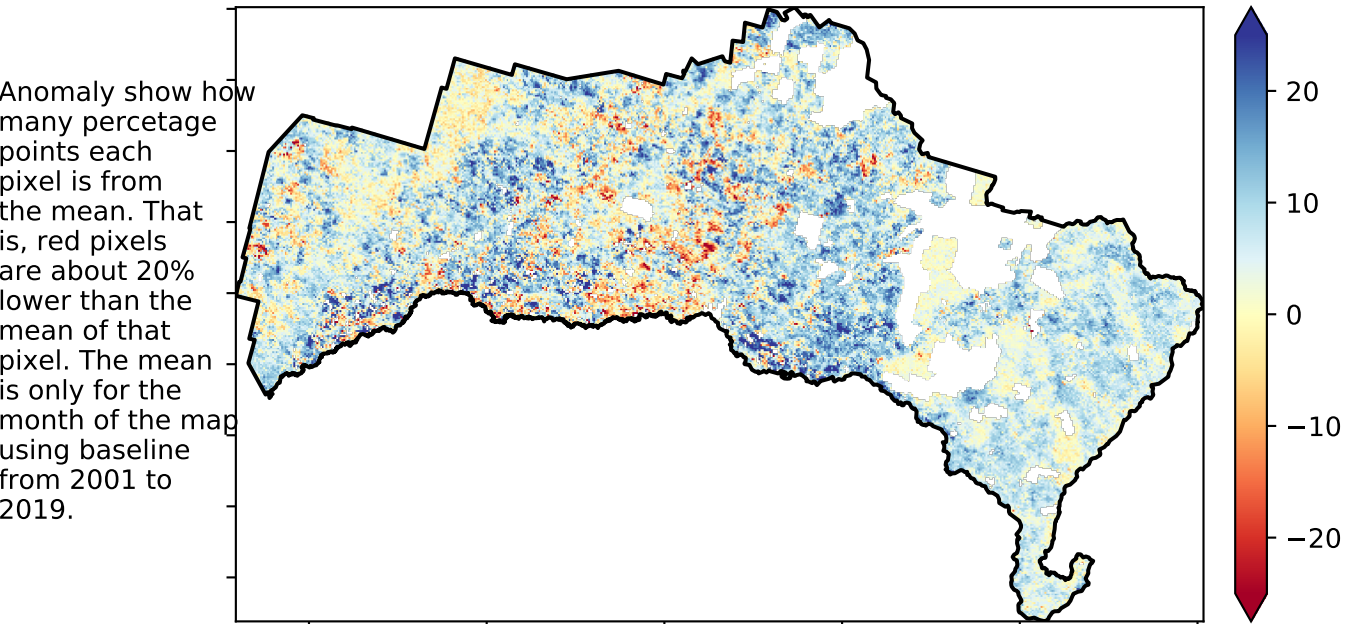 Anomaly show how
many percetage
points each
pixel is from
the mean. That
is, red pixels
are about 20%
lower than the
mean of that
pixel. The mean
is only for the
month of the map
using baseline
from 2001 to
2019.
20
10
0
−10
−20